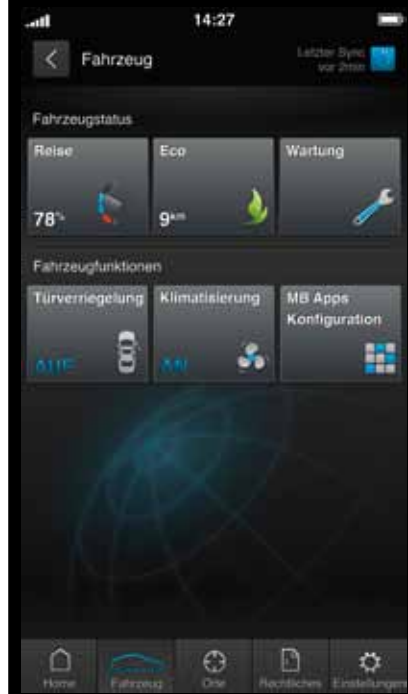 14:27
Fahrzeug
Letzter Sync
vor 2min
Fahrzeugstatus
Reise
Eco
Wartung
78%
9km
Fahrzeugfunktionen
Türverriegelung
Klimatisierung
MB Apps
Konfiguration
AUF
AN
Home
Fahrzeug
Orte
Rechtliches
Einstellungen